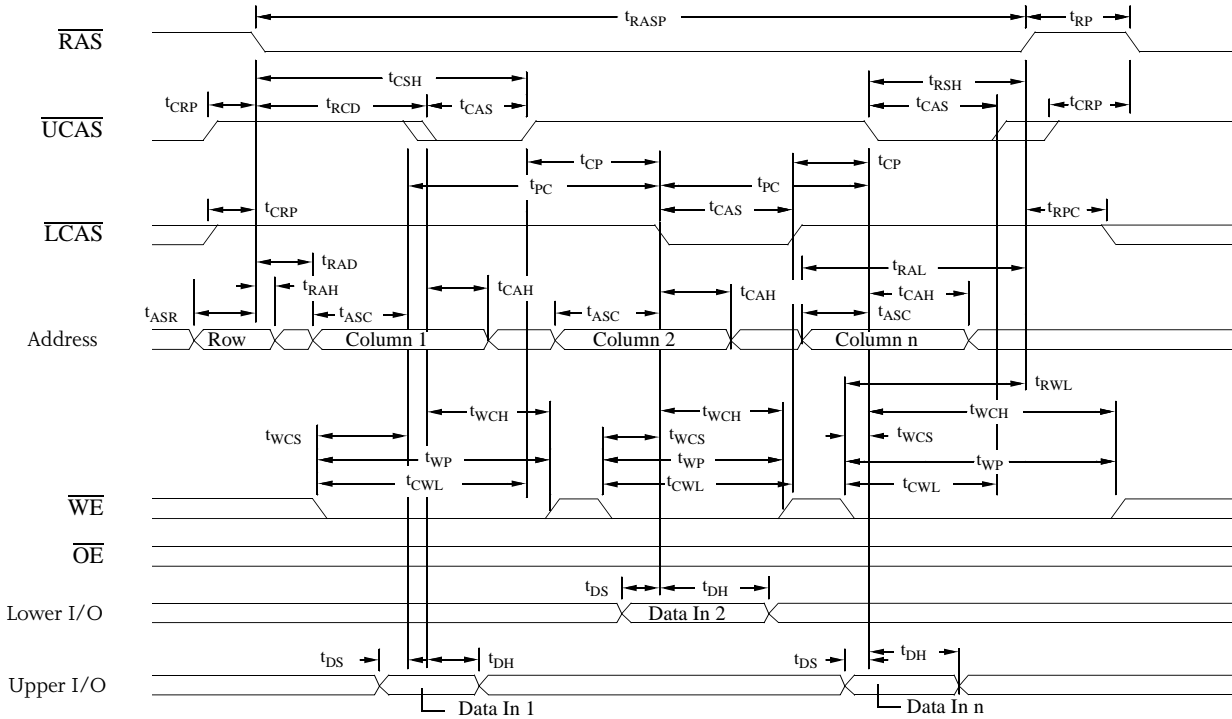 tRASP tRP
RAS
tCSH tRSH
tCRP tRCD tCAS tCAS tCRP
UCAS
tCP tCP
tPC tPC
tCRP tCAS tRPC
LCAS
tRAD tRAL
tRAH tCAH tCAH tCAH
tASR tASC tASC tASC
Address Row Column 1 Column 2 Column n
tRWL
tWCH tWCH tWCH
tWCS tWCS tWCS
tWP tWP tWP
tCWL tCWL tCWL
WE
OE
tDS tDH
Lower I/O Data In 2
tDS tDH tDS tDH
Upper I/O
Data In 1 Data In n